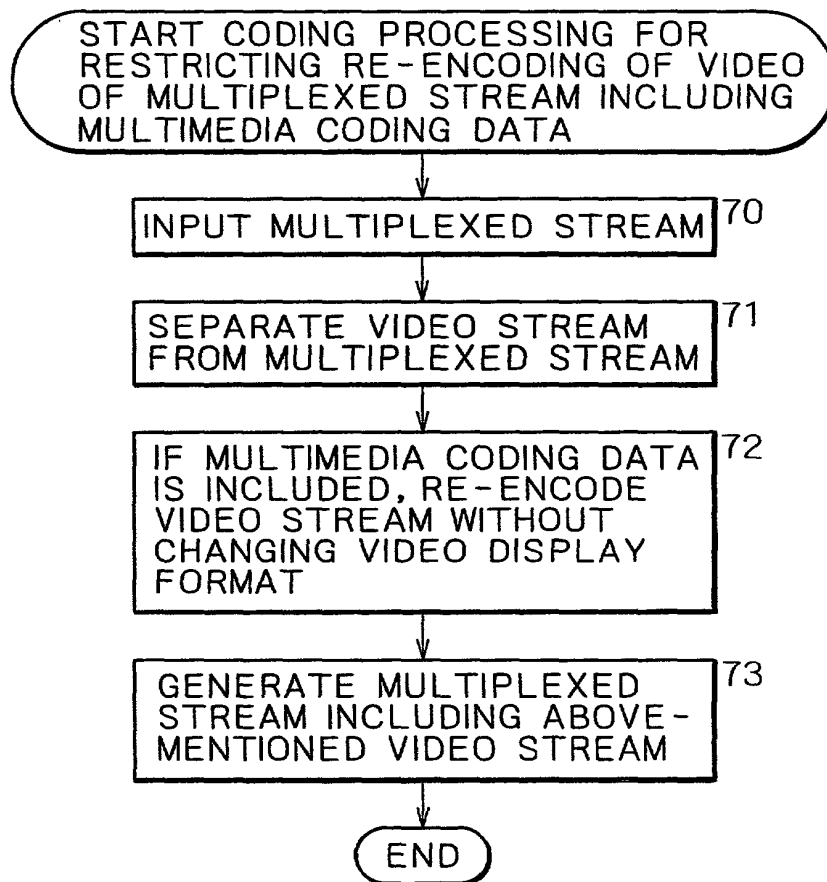 START CODING PROCESSING FOR
RESTRICTING RE-ENCODING OF VIDEO
OF MULTIPLEXED STREAM INCLUDING
MULTIMEDIA CODING DATA
INPUT MULTIPLEXED STREAM
70
SEPARATE VIDEO STREAM
FROM MULTIPLEXED STREAM
71
IF MULTIMEDIA CODING DATA
IS INCLUDED, RE-ENCODE
VIDEO STREAM WITHOUT
CHANGING VIDEO DISPLAY
FORMAT
72
GENERATE MULTIPLEXED
STREAM INCLUDING ABOVE-
MENTIONED VIDEO STREAM
73
END